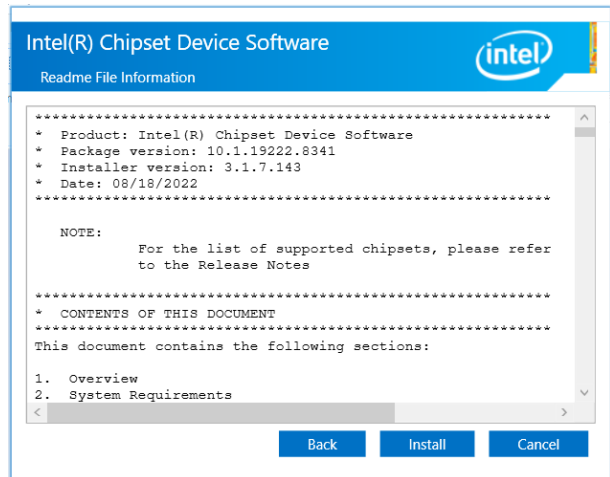 Intel(R) Chipset Device Software
intel
Readme File Information
****************************************************************
*  Product: Intel(R) Chipset Device Software
*  Package version: 10.1.19222.8341
*  Installer version: 3.1.7.143
*  Date: 08/18/2022
****************************************************************
NOTE:
For the list of supported chipsets, please refer
to the Release Notes
****************************************************************
*  CONTENTS OF THIS DOCUMENT
****************************************************************
This document contains the following sections:
1.  Overview
2.  System Requirements
Back
Install
Cancel